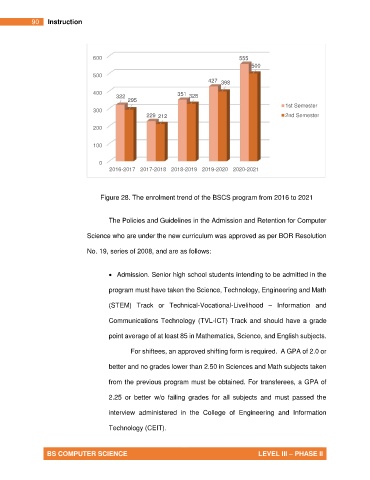 90 Instruction
600
500
400
300
200
100
0
322
295
229
212
351
328
427
398
555
500
1st Semester
2nd Semester
2016-2017 2017-2018 2018-2019 2019-2020 2020-2021
Figure 28. The enrolment trend of the BSCS program from 2016 to 2021
The Policies and Guidelines in the Admission and Retention for Computer
Science who are under the new curriculum was approved as per BOR Resolution
No. 19, series of 2008, and are as follows:
• Admission. Senior high school students intending to be admitted in the
program must have taken the Science, Technology, Engineering and Math
(STEM) Track or Technical-Vocational-Livelihood – Information and
Communications Technology (TVL-ICT) Track and should have a grade
point average of at least 85 in Mathematics, Science, and English subjects.
For shiftees, an approved shifting form is required. A GPA of 2.0 or
better and no grades lower than 2.50 in Sciences and Math subjects taken
from the previous program must be obtained. For transferees, a GPA of
2.25 or better w/o failing grades for all subjects and must passed the
interview administered in the College of Engineering and Information
Technology (CEIT).
BS COMPUTER SCIENCE LEVEL III – PHASE II